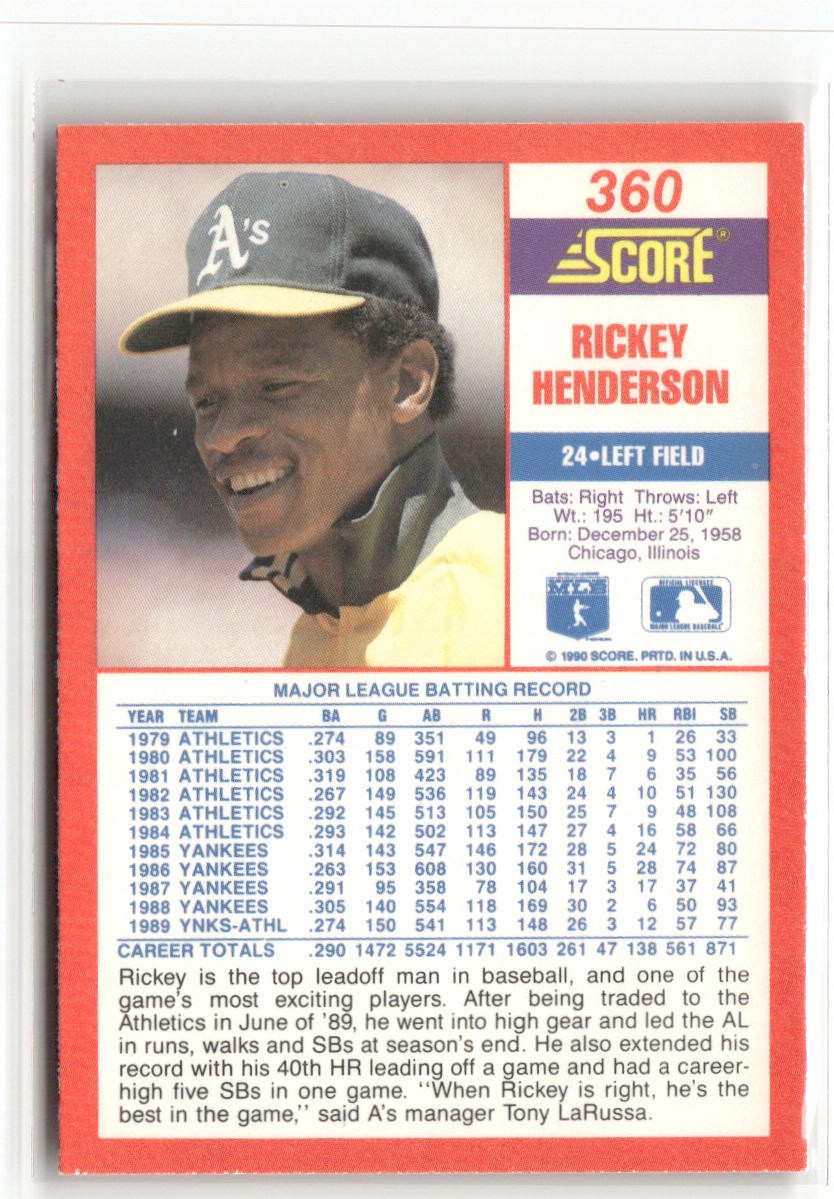 A's
360
SCORE®
RICKEY
HENDERSON
24•LEFT FIELD
Bats: Right Throws: Left
Wt.: 195 Ht.: 5'10"
Born: December 25, 1958
Chicago, Illinois
OFFICIAL LICENSEE
MAJOR LEAGUE BASEBALL
© 1990 SCORE. PRTD. IN U.S.A.
MAJOR LEAGUE BATTING RECORD
YEAR TEAM BA G AB R H 2B 3B HR RBI SB
1979 ATHLETICS .274 89 351 49 96 13 3 1 26 33
1980 ATHLETICS .303 158 591 111 179 22 4 9 53 100
1981 ATHLETICS .319 108 423 89 135 18 7 6 35 56
1982 ATHLETICS .267 149 536 119 143 24 4 10 51 130
1983 ATHLETICS .292 145 513 105 150 25 7 9 48 108
1984 ATHLETICS .293 142 502 113 147 27 4 16 58 66
1985 YANKEES .314 143 547 146 172 28 5 24 72 80
1986 YANKEES .263 153 608 130 160 31 5 28 74 87
1987 YANKEES .291 95 358 78 104 17 3 17 37 41
1988 YANKEES .305 140 554 118 169 30 2 6 50 93
1989 YNKS-ATHL .274 150 541 113 148 26 3 12 57 77
CAREER TOTALS .290 1472 5524 1171 1603 261 47 138 561 871
Rickey is the top leadoff man in baseball, and one of the
game's most exciting players. After being traded to the
Athletics in June of '89, he went into high gear and led the AL
in runs, walks and SBs at season's end. He also extended his
record with his 40th HR leading off a game and had a career-
high five SBs in one game. "When Rickey is right, he's the
best in the game," said A's manager Tony LaRussa.